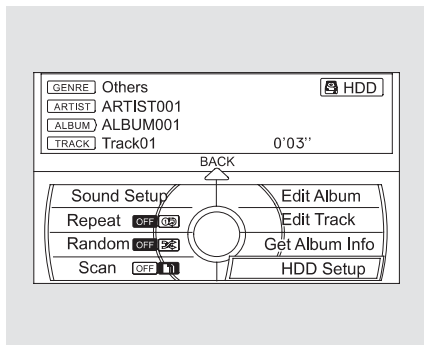 GENRE Others HDD
ARTIST ARTIST001
ALBUM ALBUM001
TRACK Track01 0'03''
BACK
Sound Setup Edit Album
Repeat OFF Edit Track
Random OFF Get Album Info
Scan OFF HDD Setup